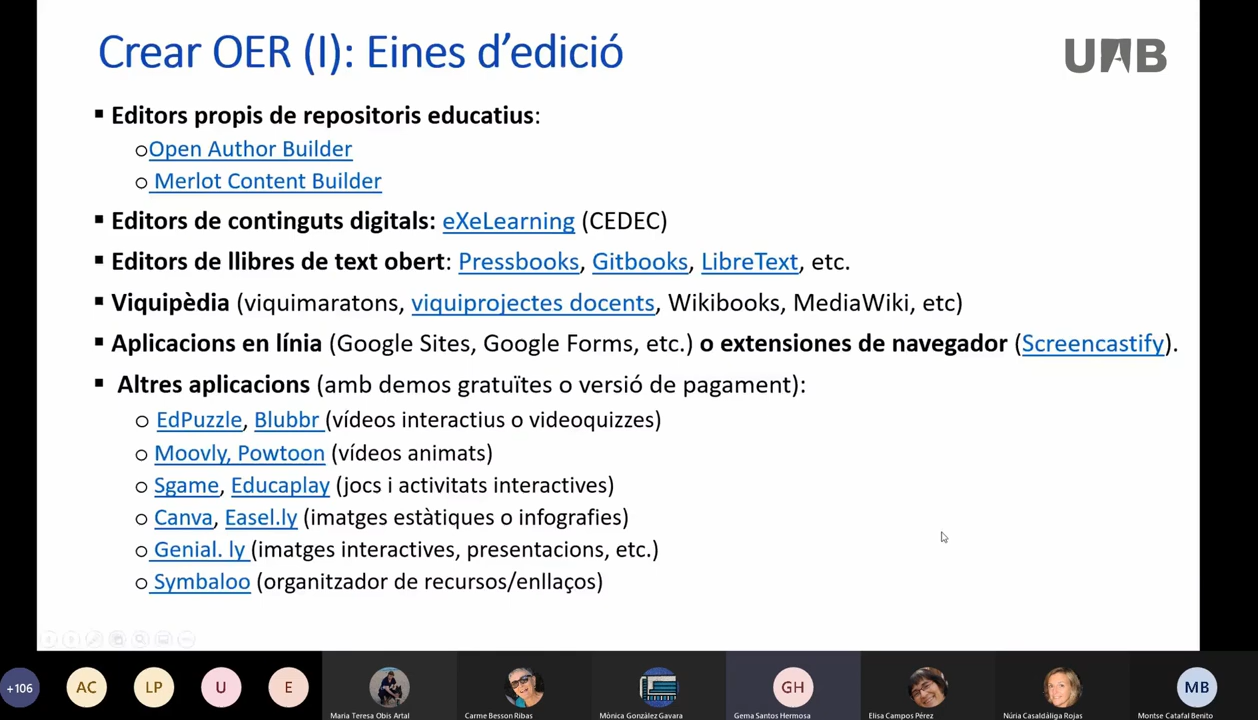 Crear OER (I): Eines d’edició
UAB
▪ Editors propis de repositoris educatius:
o Open Author Builder
o Merlot Content Builder
▪ Editors de continguts digitals: eXeLearning (CEDEC)
▪ Editors de llibres de text obert: Pressbooks, Gitbooks, LibreText, etc.
▪ Viquipèdia (viquimaratons, viquiprojectes docents, Wikibooks, MediaWiki, etc)
▪ Aplicacions en línia (Google Sites, Google Forms, etc.) o extensiones de navegador (Screencastify).
▪ Altres aplicacions (amb demos gratuïtes o versió de pagament):
o EdPuzzle, Blubbr (vídeos interactius o videoquizzes)
o Moovly, Powtoon (vídeos animats)
o Sgame, Educaplay (jocs i activitats interactives)
o Canva, Easel.ly (imatges estàtiques o infografies)
o Genial. ly (imatges interactives, presentacions, etc.)
o Symbaloo (organitzador de recursos/enllaços)
+106 AC LP U E GH MB
Maria Teresa Obis Artal Carme Besson Ribas Mònica González Gavara Gema Santos Hermosa Elisa Campos Pérez Núria Casaldàliga Rojas Montse Catafal Benito